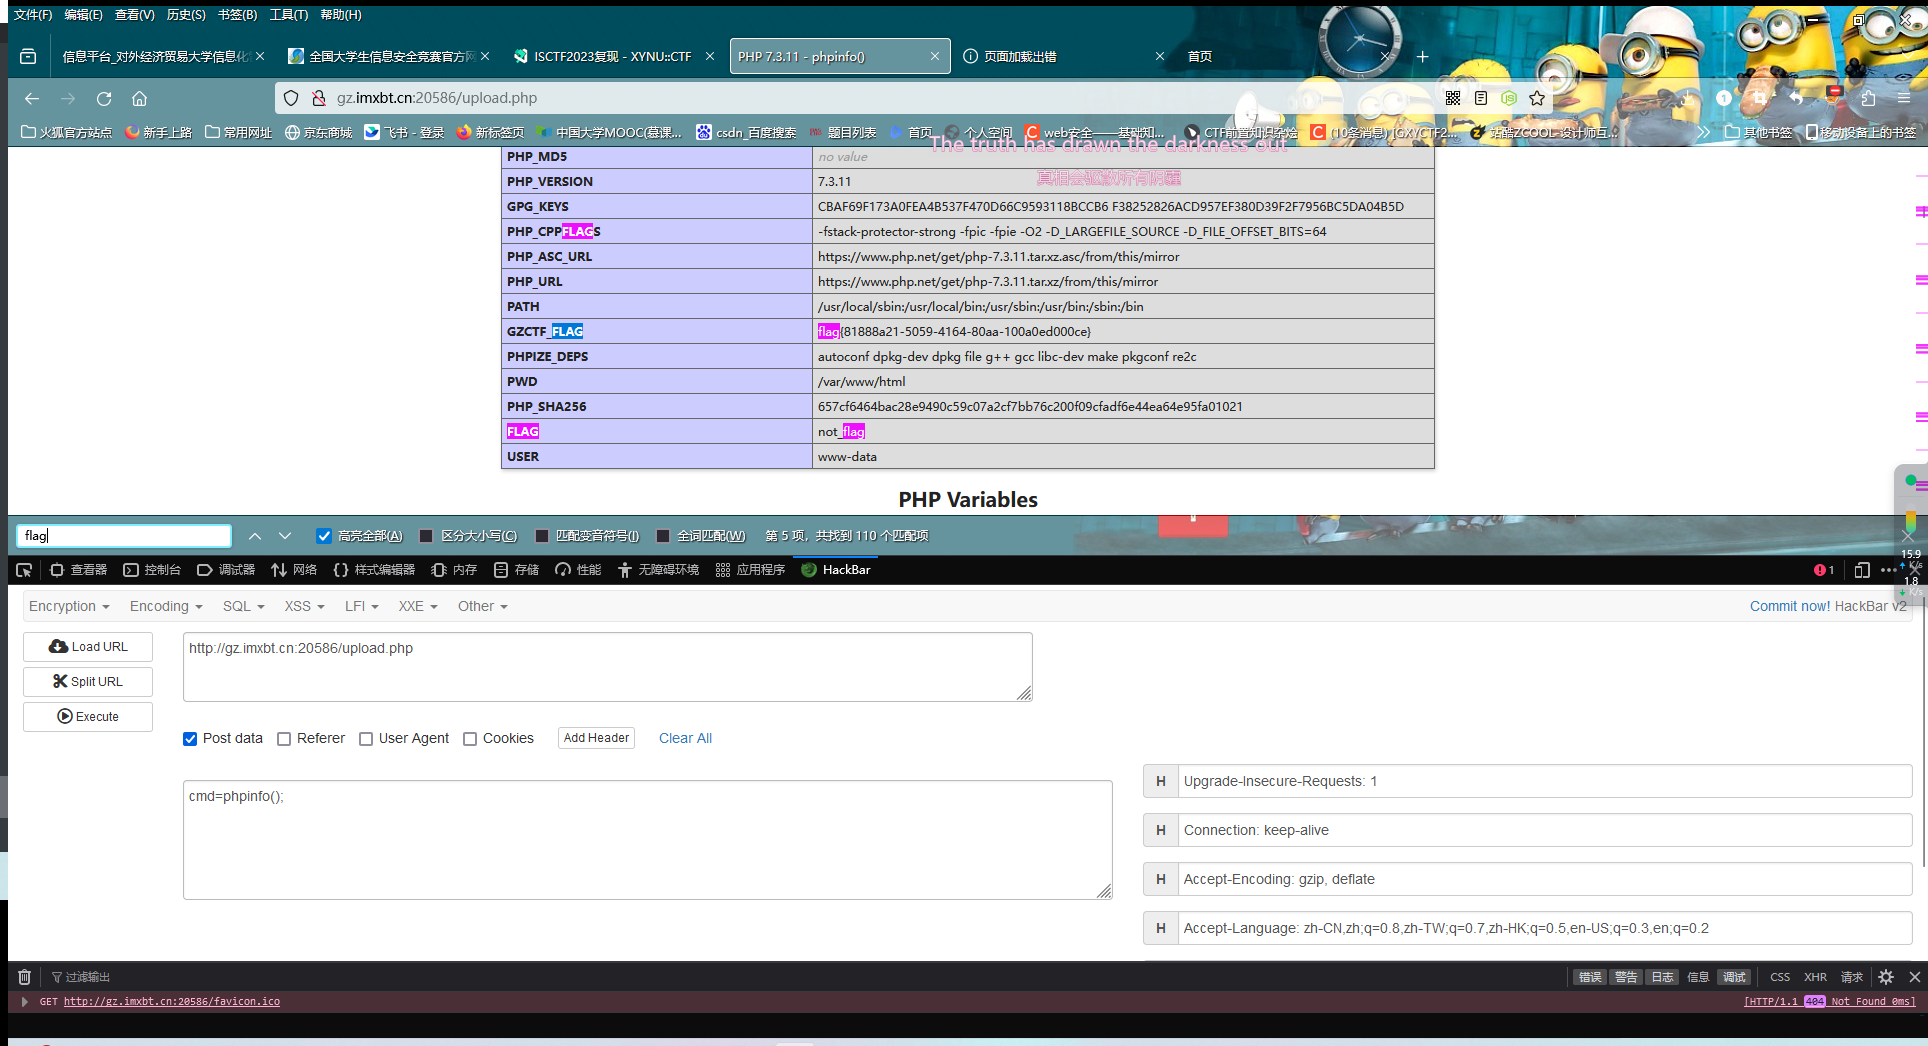 文件(F) 编辑(E) 查看(V) 历史(S) 书签(B) 工具(T) 帮助(H)
信息平台_对外经济贸易大学信息化 全国大学生信息安全竞赛官方网 ISCTF2023复现 - XYNU::CTF PHP 7.3.11 - phpinfo() 页面加载出错 首页
gz.imxbt.cn:20586/upload.php
火狐官方站点 新手上路 常用网址 京东商城 飞书 - 登录 新标签页 中国大学MOOC(慕课... csdn_百度搜索 题目列表 首页 个人空间 web安全——基础知... CTF前置知识杂烩 (10条消息) [GXYCTF2... 站酷ZCOOL-设计师互... 其他书签 移动设备上的书签
The truth has drawn the darkness out
真相会驱散所有阴霾
PHP_MD5 no value
PHP_VERSION 7.3.11
GPG_KEYS CBAF69F173A0FEA4B537F470D66C9593118BCCB6 F38252826ACD957EF380D39F2F7956BC5DA04B5D
PHP_CPPFLAGS -fstack-protector-strong -fpic -fpie -O2 -D_LARGEFILE_SOURCE -D_FILE_OFFSET_BITS=64
PHP_ASC_URL https://www.php.net/get/php-7.3.11.tar.xz.asc/from/this/mirror
PHP_URL https://www.php.net/get/php-7.3.11.tar.xz/from/this/mirror
PATH /usr/local/sbin:/usr/local/bin:/usr/sbin:/usr/bin:/sbin:/bin
GZCTF_FLAG flag{81888a21-5059-4164-80aa-100a0ed000ce}
PHPIZE_DEPS autoconf dpkg-dev dpkg file g++ gcc libc-dev make pkgconf re2c
PWD /var/www/html
PHP_SHA256 657cf6464bac28e9490c59c07a2cf7bb76c200f09cfadf6e44ea64e95fa01021
FLAG not_flag
USER www-data
PHP Variables
flag 高亮全部(A) 区分大小写(C) 匹配变音符号(I) 全词匹配(W) 第 5 项，共找到 110 个匹配项
查看器 控制台 调试器 网络 样式编辑器 内存 存储 性能 无障碍环境 应用程序 HackBar 1
15.9
K/s
1.8
K/s
Encryption Encoding SQL XSS LFI XXE Other Commit now! HackBar v2
Load URL http://gz.imxbt.cn:20586/upload.php
Split URL
Execute
Post data Referer User Agent Cookies Add Header Clear All
cmd=phpinfo();
H Upgrade-Insecure-Requests: 1
H Connection: keep-alive
H Accept-Encoding: gzip, deflate
H Accept-Language: zh-CN,zh;q=0.8,zh-TW;q=0.7,zh-HK;q=0.5,en-US;q=0.3,en;q=0.2
过滤输出 错误 警告 日志 信息 调试 CSS XHR 请求
GET http://gz.imxbt.cn:20586/favicon.ico [HTTP/1.1 404 Not Found 0ms]